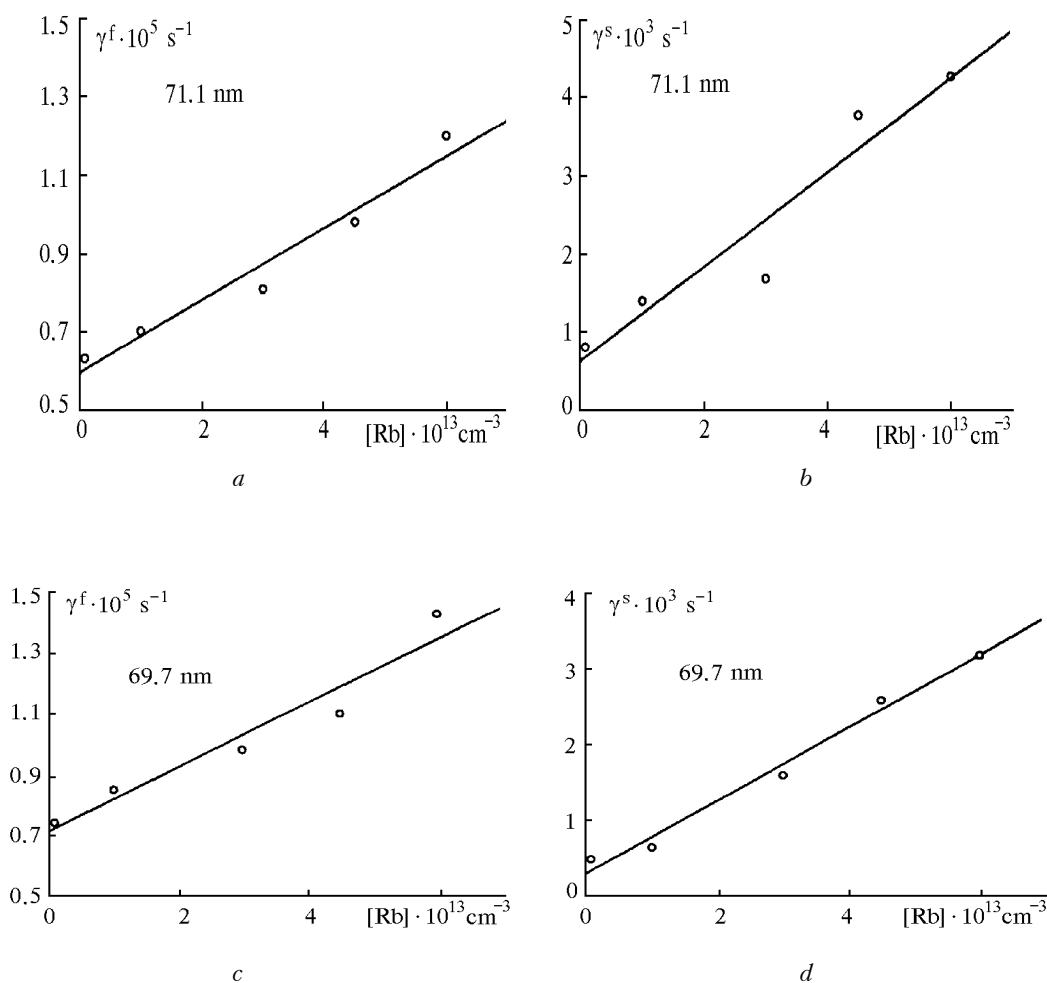 1.5
γᶠ·10⁵ s⁻¹
1.3
71.1 nm
1.1
0.9
0.7
0.5
0 2 4 [Rb]·10¹³cm⁻³
a
5
γˢ·10³ s⁻¹
4
71.1 nm
3
2
1
0
0 2 4 [Rb]·10¹³cm⁻³
b
1.5
γᶠ·10⁵ s⁻¹
1.3
69.7 nm
1.1
0.9
0.7
0.5
0 2 4 [Rb]·10¹³cm⁻³
c
4
γˢ·10³ s⁻¹
3
69.7 nm
2
1
0
0 2 4 [Rb]·10¹³cm⁻³
d